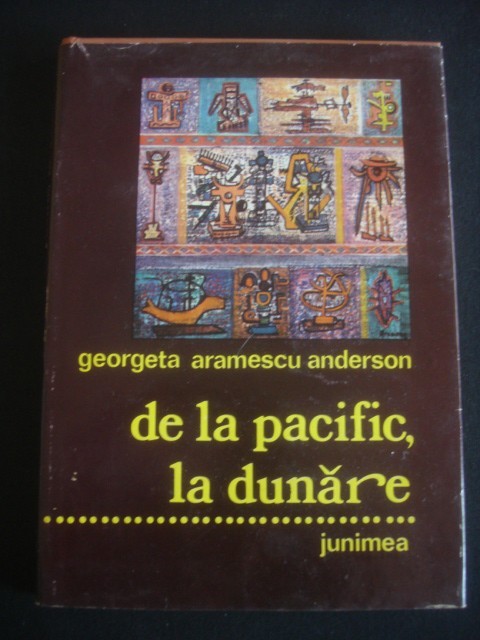 georgeta aramescu anderson
de la pacific,
la dunăre
junimea